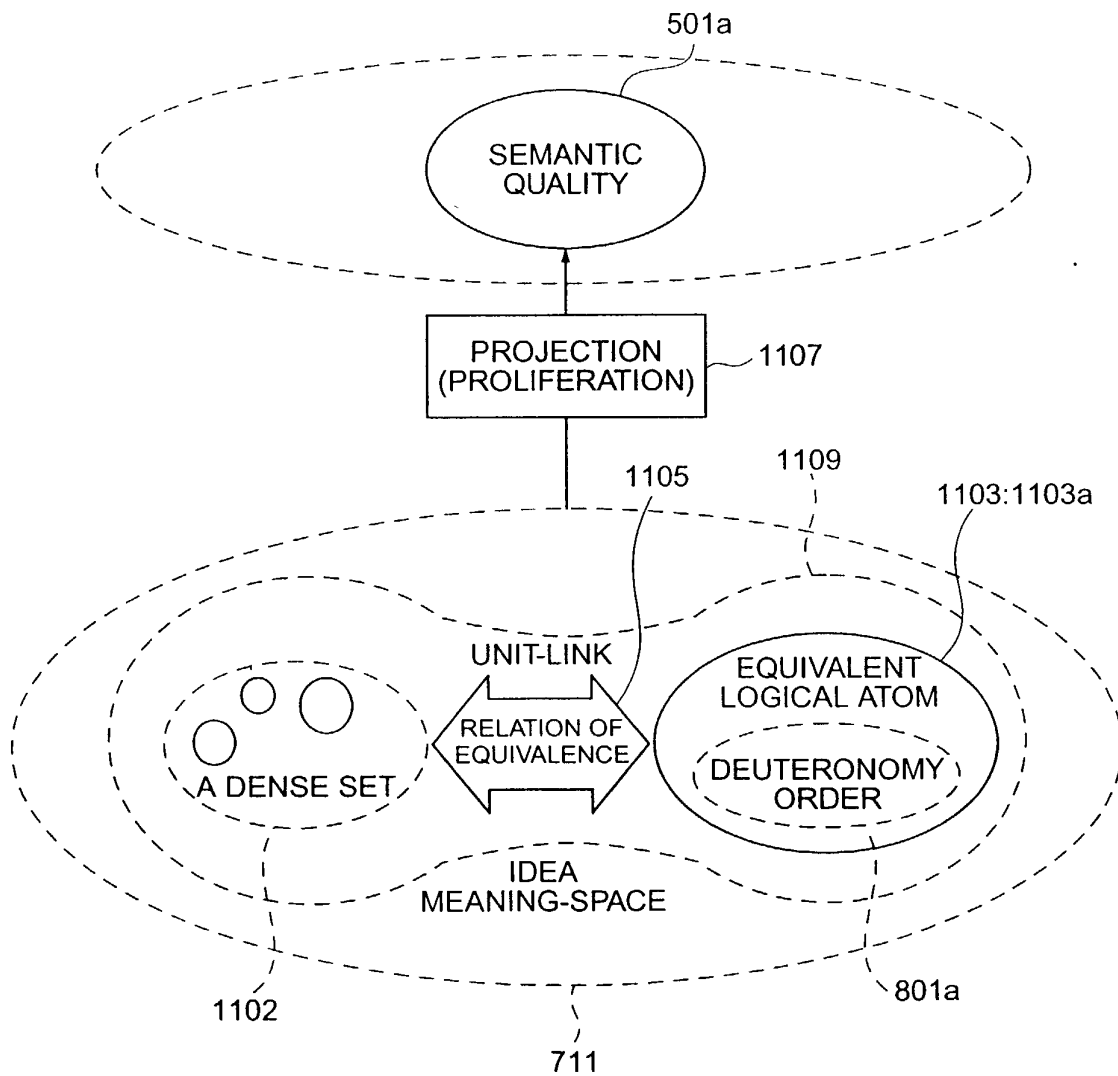 501a
SEMANTIC
QUALITY
PROJECTION
(PROLIFERATION)
1107
1109
1105
1103:1103a
UNIT-LINK
RELATION OF
EQUIVALENCE
A DENSE SET
EQUIVALENT
LOGICAL ATOM
DEUTERONOMY
ORDER
IDEA
MEANING-SPACE
1102
801a
711